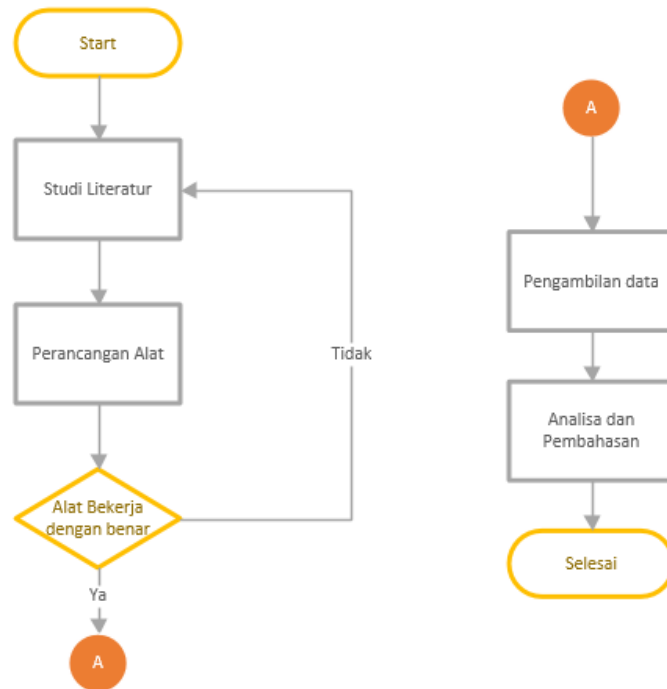 Start
Studi Literatur
Perancangan Alat
Tidak
Alat Bekerja
dengan benar
Ya
A
A
Pengambilan data
Analisa dan
Pembahasan
Selesai